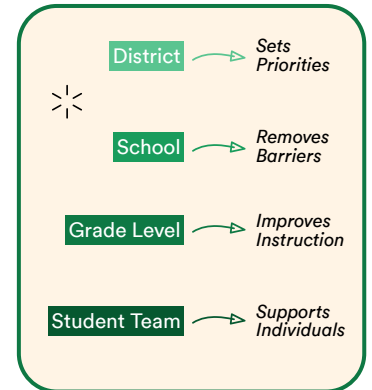 District
Sets
Priorities
School
Removes
Barriers
Grade Level
Improves
Instruction
Student Team
Supports
Individuals